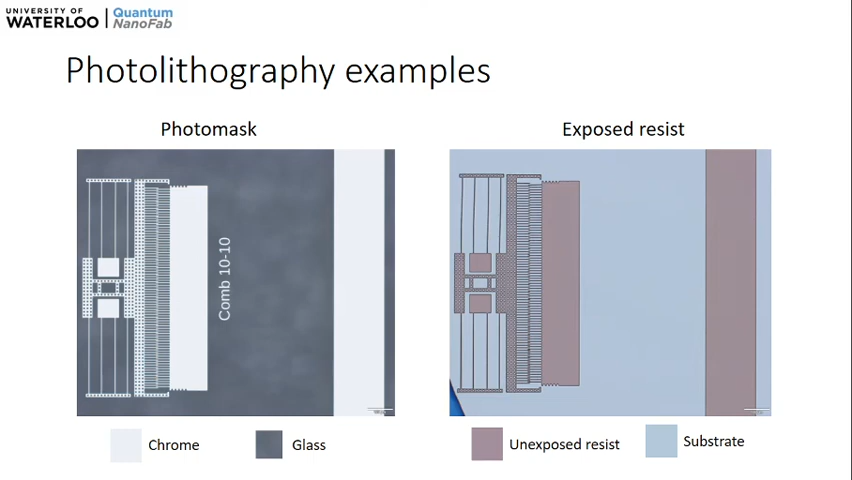 UNIVERSITY OF
WATERLOO
Quantum
NanoFab
Photolithography examples
Photomask
Exposed resist
Comb 10-10
Chrome
Glass
Unexposed resist
Substrate